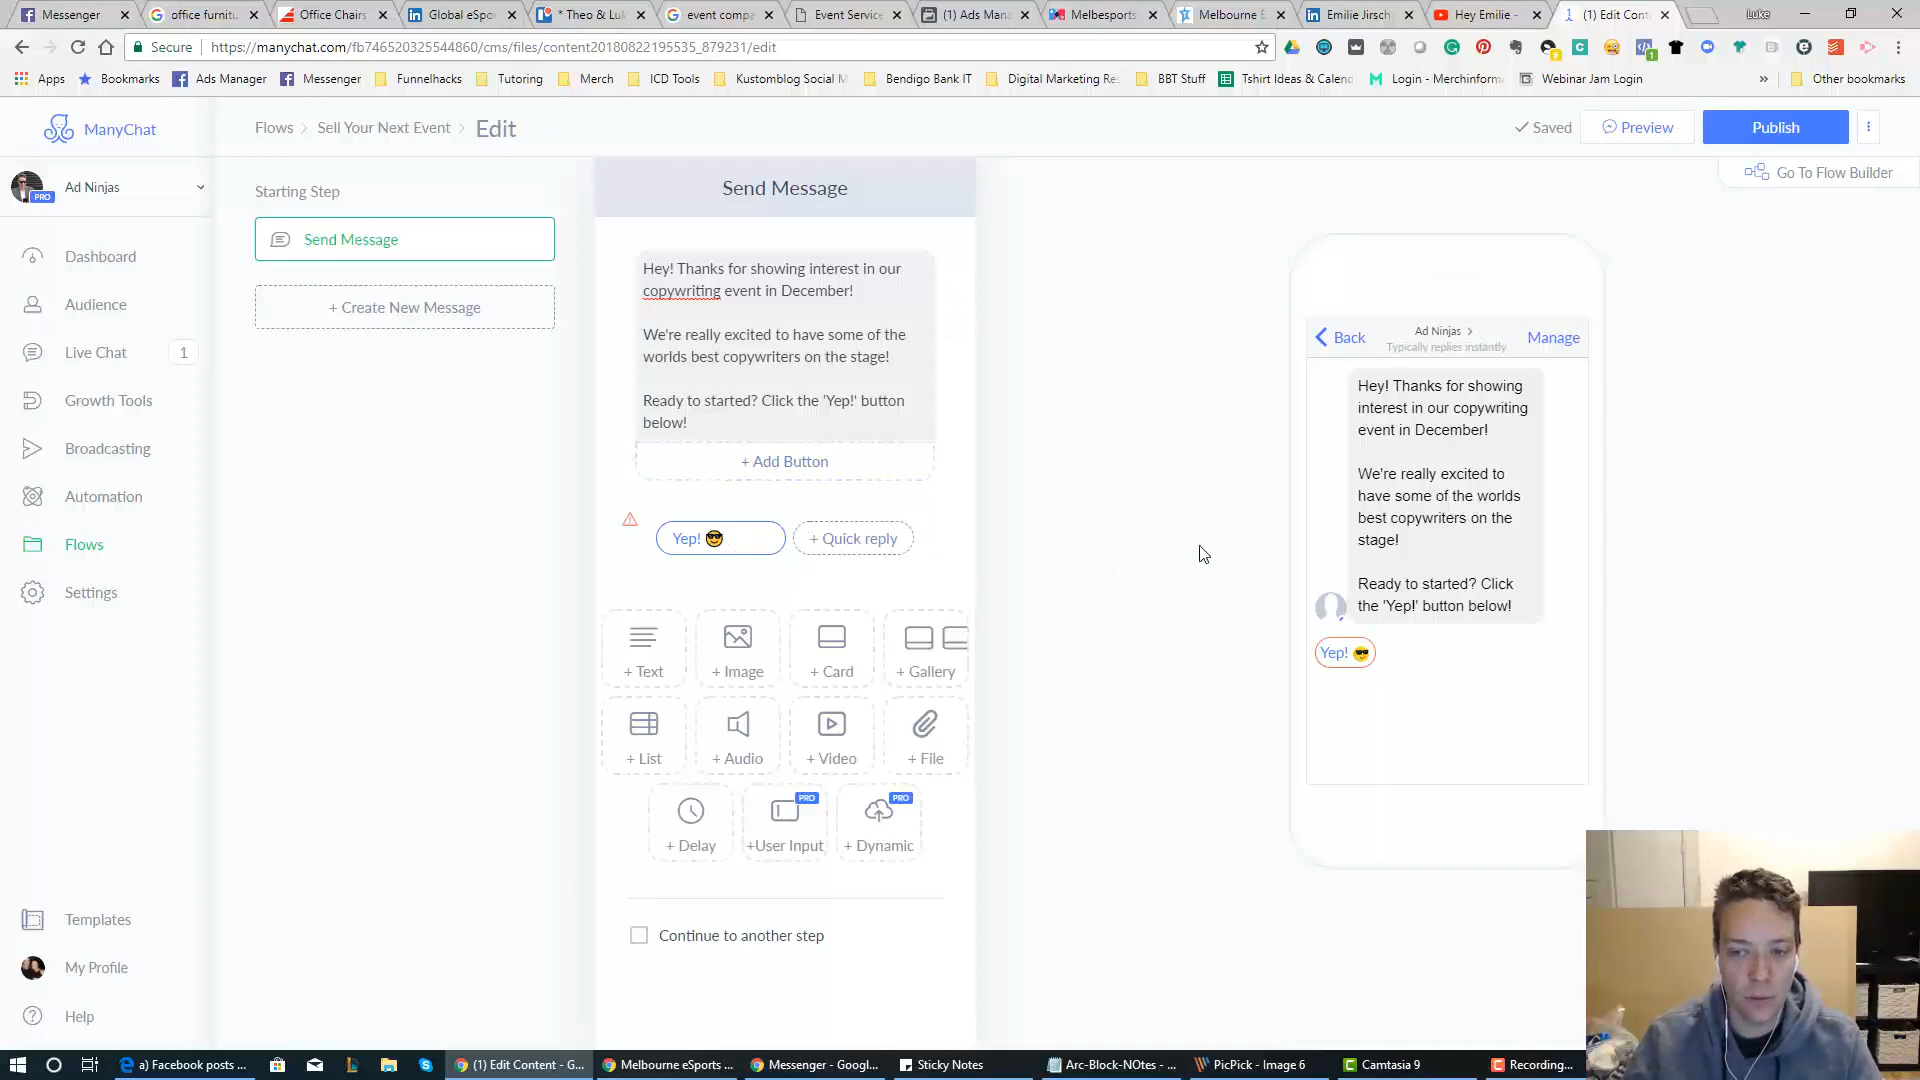 Messenger
office furnitu
Office Chairs
Global eSpo
* Theo & Luk
event compa
Event Service
(1) Ads Mana
Melbesports
Melbourne E
Emilie Jirsch
Hey Emilie -
(1) Edit Cont
Luke
Secure
https://manychat.com/fb746520325544860/cms/files/content20180822195535_879231/edit
Apps
Bookmarks
Ads Manager
Messenger
Funnelhacks
Tutoring
Merch
ICD Tools
Kustomblog Social M
Bendigo Bank IT
Digital Marketing Re
BBT Stuff
Tshirt Ideas & Calend
Login - Merchinform
Webinar Jam Login
»
Other bookmarks
ManyChat
Flows
Sell Your Next Event
Edit
Saved
Preview
Publish
Ad Ninjas
PRO
Go To Flow Builder
Dashboard
Audience
Live Chat
1
Growth Tools
Broadcasting
Automation
Flows
Settings
Templates
My Profile
Help
Starting Step
Send Message
+ Create New Message
Send Message
Hey! Thanks for showing interest in our
copywriting event in December!
We're really excited to have some of the
worlds best copywriters on the stage!
Ready to started? Click the 'Yep!' button
below!
+ Add Button
Yep! 😎
+ Quick reply
+ Text
+ Image
+ Card
+ Gallery
+ List
+ Audio
+ Video
+ File
+ Delay
PRO
+User Input
PRO
+ Dynamic
Continue to another step
Back
Ad Ninjas
Typically replies instantly
Manage
Hey! Thanks for showing
interest in our copywriting
event in December!
We're really excited to
have some of the worlds
best copywriters on the
stage!
Ready to started? Click
the 'Yep!' button below!
Yep! 😎
a) Facebook posts ...
(1) Edit Content - G...
Melbourne eSports ...
Messenger - Googl...
Sticky Notes
Arc-Block-NOtes - ...
PicPick - Image 6
Camtasia 9
Recording...